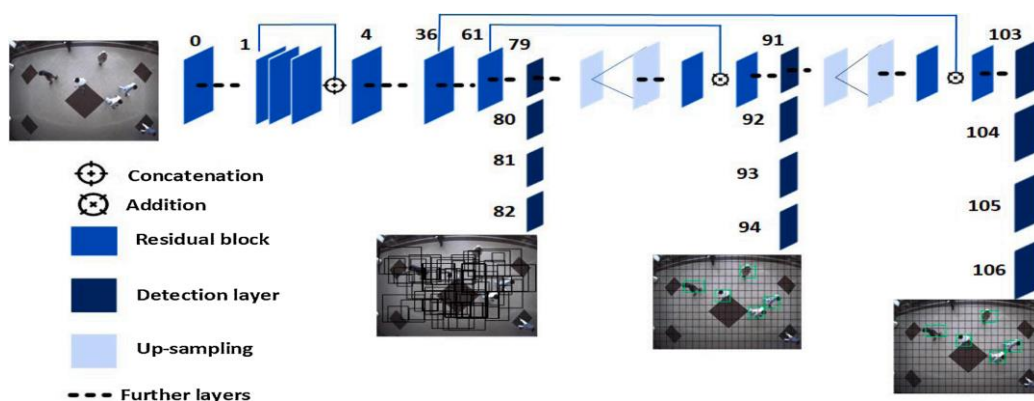 0
1
4
36
61
79
91
103
80
92
104
81
93
105
82
94
106
Concatenation
Addition
Residual block
Detection layer
Up-sampling
Further layers